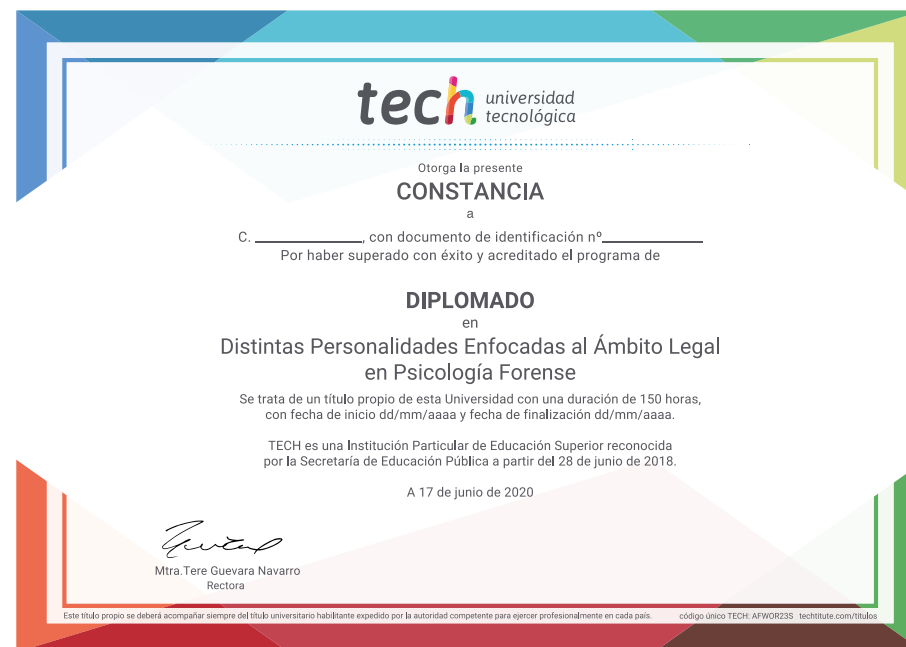 tech universidad
tecnológica
Otorga la presente
CONSTANCIA
a
C. ____________, con documento de identificación nº____________
Por haber superado con éxito y acreditado el programa de
DIPLOMADO
en
Distintas Personalidades Enfocadas al Ámbito Legal
en Psicología Forense
Se trata de un título propio de esta Universidad con una duración de 150 horas,
con fecha de inicio dd/mm/aaaa y fecha de finalización dd/mm/aaaa.
TECH es una Institución Particular de Educación Superior reconocida
por la Secretaría de Educación Pública a partir del 28 de junio de 2018.
A 17 de junio de 2020
Mtra.Tere Guevara Navarro
Rectora
Este título propio se deberá acompañar siempre del título universitario habilitante expedido por la autoridad competente para ejercer profesionalmente en cada país. código único TECH: AFWOR23S techtitute.com/titulos